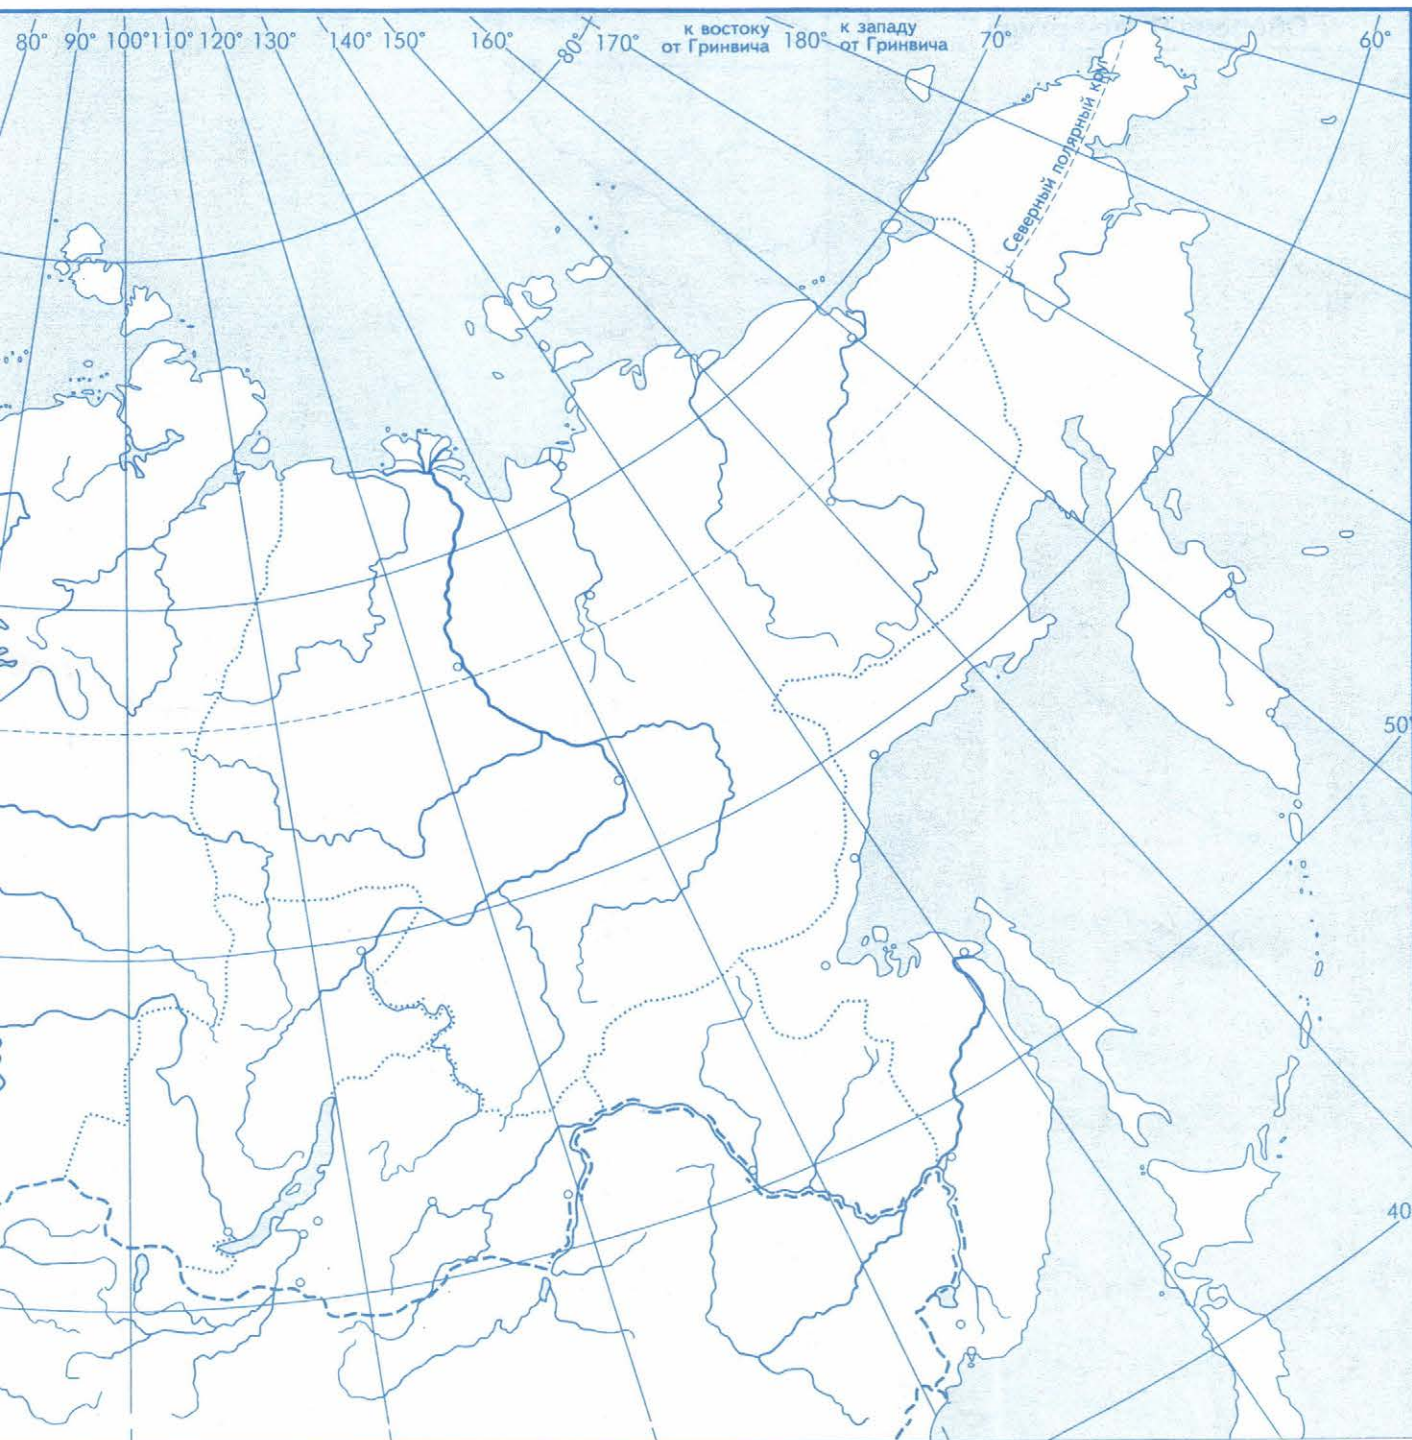 80° 90° 100° 110° 120° 130° 140° 150° 160° 80° 170° к востоку от Гринвича 180° к западу от Гринвича 70° 60°
Северный полярный круг
50°
40